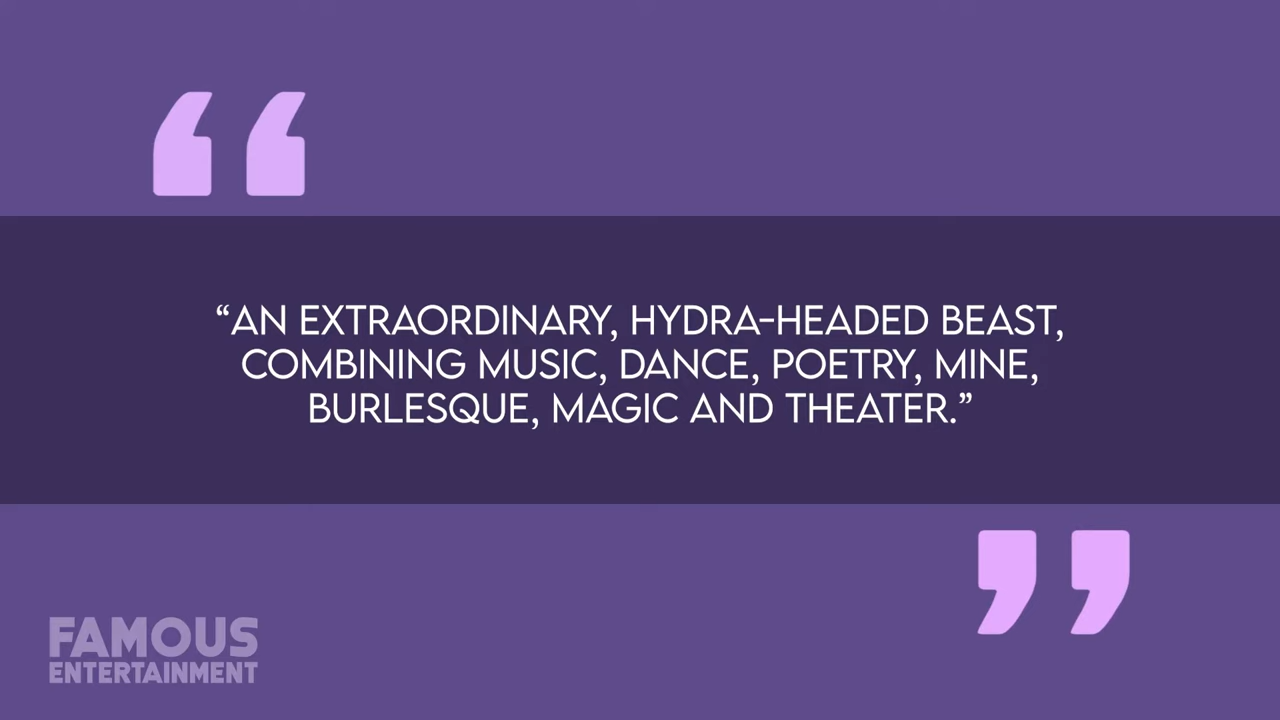 “AN EXTRAORDINARY, HYDRA-HEADED BEAST,
COMBINING MUSIC, DANCE, POETRY, MINE,
BURLESQUE, MAGIC AND THEATER.”
FAMOUS
ENTERTAINMENT